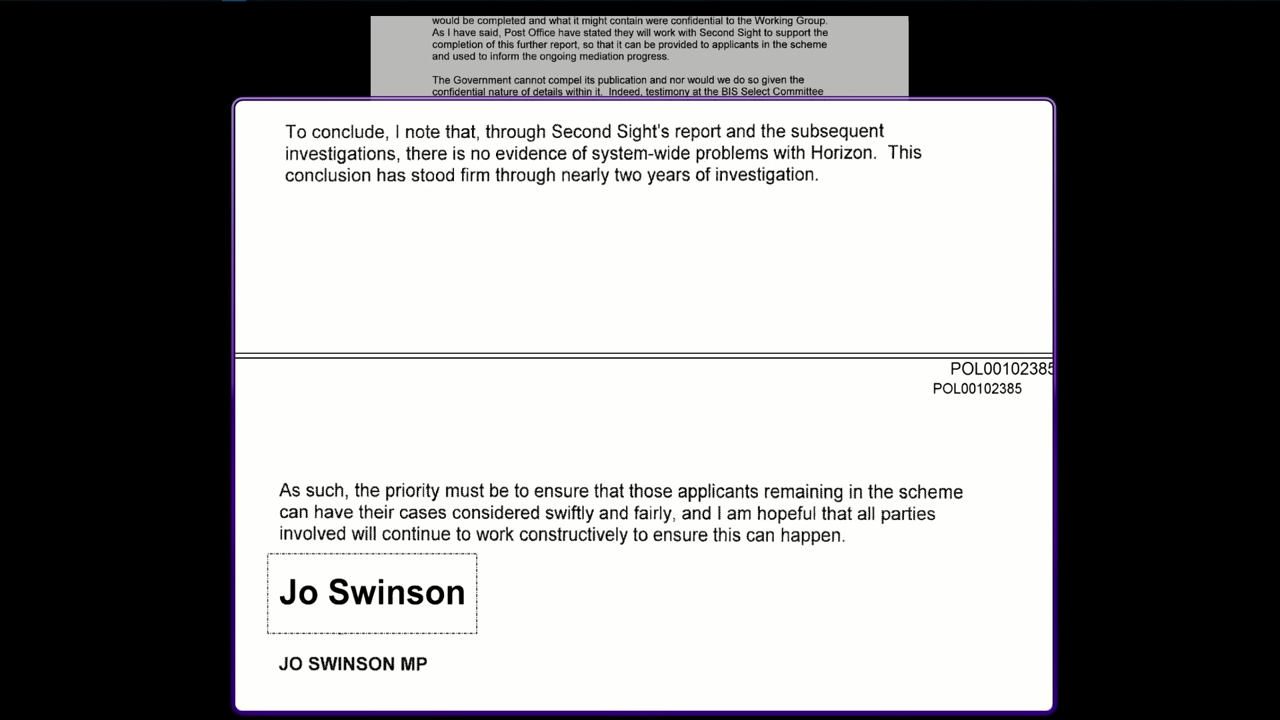 would be completed and what it might contain were confidential to the Working Group.
As I have said, Post Office have stated they will work with Second Sight to support the
completion of this further report, so that it can be provided to applicants in the scheme
and used to inform the ongoing mediation progress.
The Government cannot compel its publication and nor would we do so given the
confidential nature of details within it. Indeed, testimony at the BIS Select Committee
To conclude, I note that, through Second Sight's report and the subsequent
investigations, there is no evidence of system-wide problems with Horizon. This
conclusion has stood firm through nearly two years of investigation.
POL00102385
POL00102385
As such, the priority must be to ensure that those applicants remaining in the scheme
can have their cases considered swiftly and fairly, and I am hopeful that all parties
involved will continue to work constructively to ensure this can happen.
Jo Swinson
JO SWINSON MP